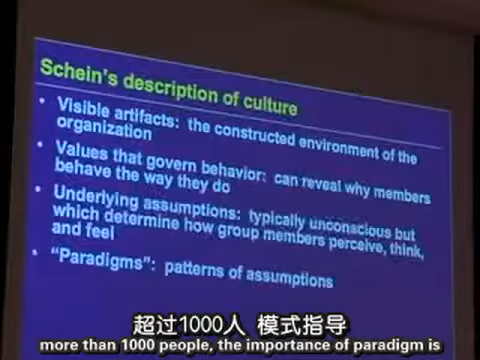 Schein's description of culture
• Visible artifacts: the constructed environment of the
organization
• Values that govern behavior: can reveal why members
behave the way they do
• Underlying assumptions: typically unconacious but
which determine how group members perceive, think,
and feel
• "Paradigms": patterns of assumptions
超过1000人 模式指导
more than 1000 people, the importance of paradigm is